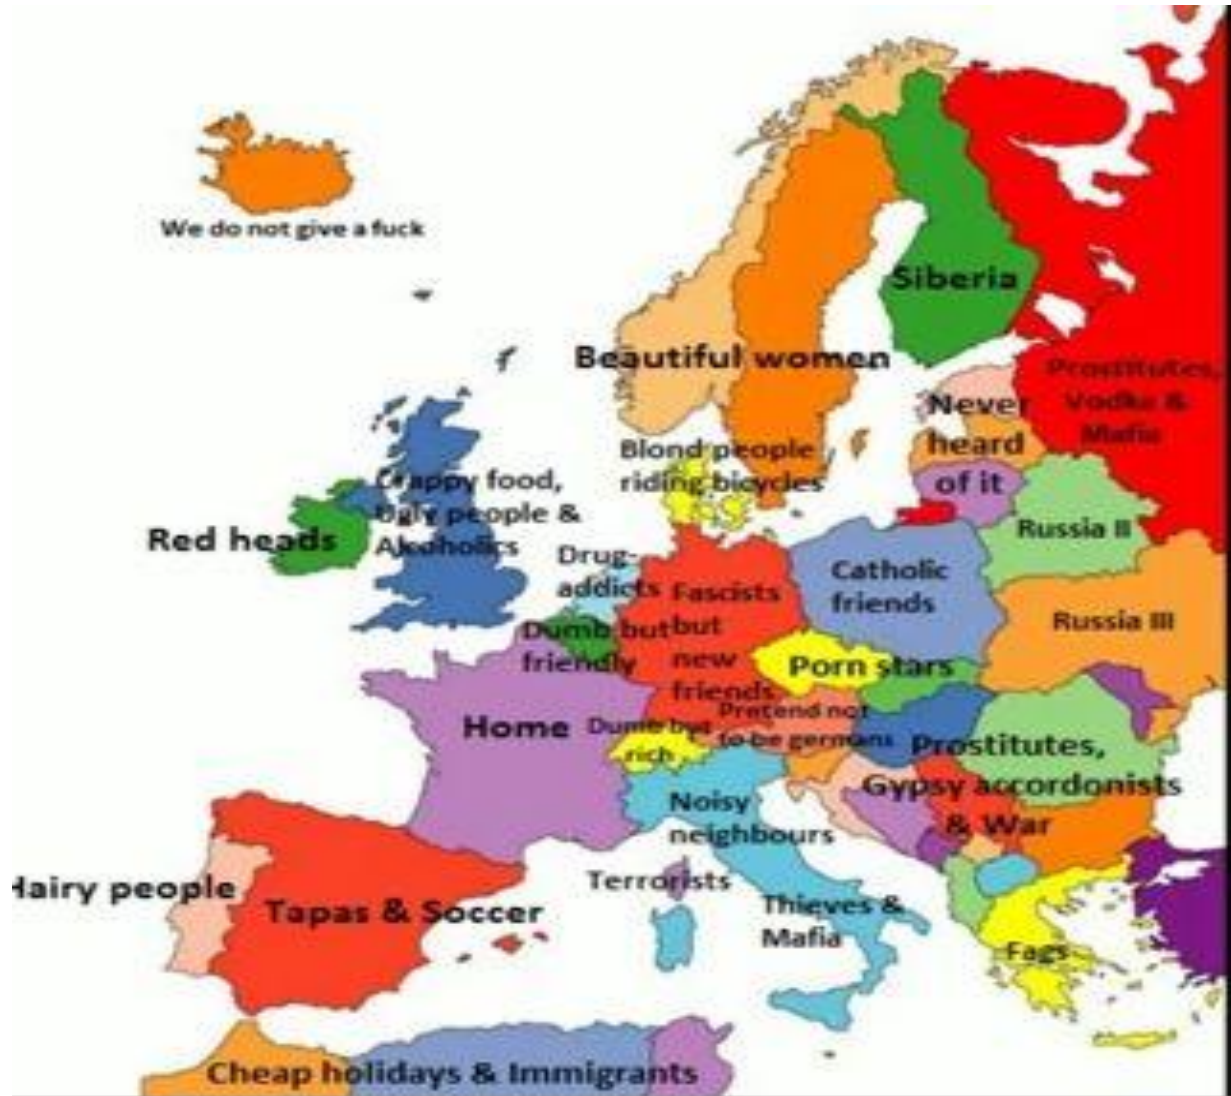 We do not give a fuck
Siberia
Beautiful women
Prostitutes,
Vodka &
Mafia
Never
heard
of it
Blond people
riding bicycles
Crappy food,
Ugly people &
Alcoholics
Red heads
Russia II
Drug-
addicts
Fascists
but
new
friends
Catholic
friends
Russia III
Dumb but
friendly
Porn stars
Home
Dumb but
rich
Pretend not
to be germans
Prostitutes,
Gypsy accordonists
& War
Noisy
neighbours
Hairy people
Tapas & Soccer
Terrorists
Thieves &
Mafia
Fags
Cheap holidays & Immigrants